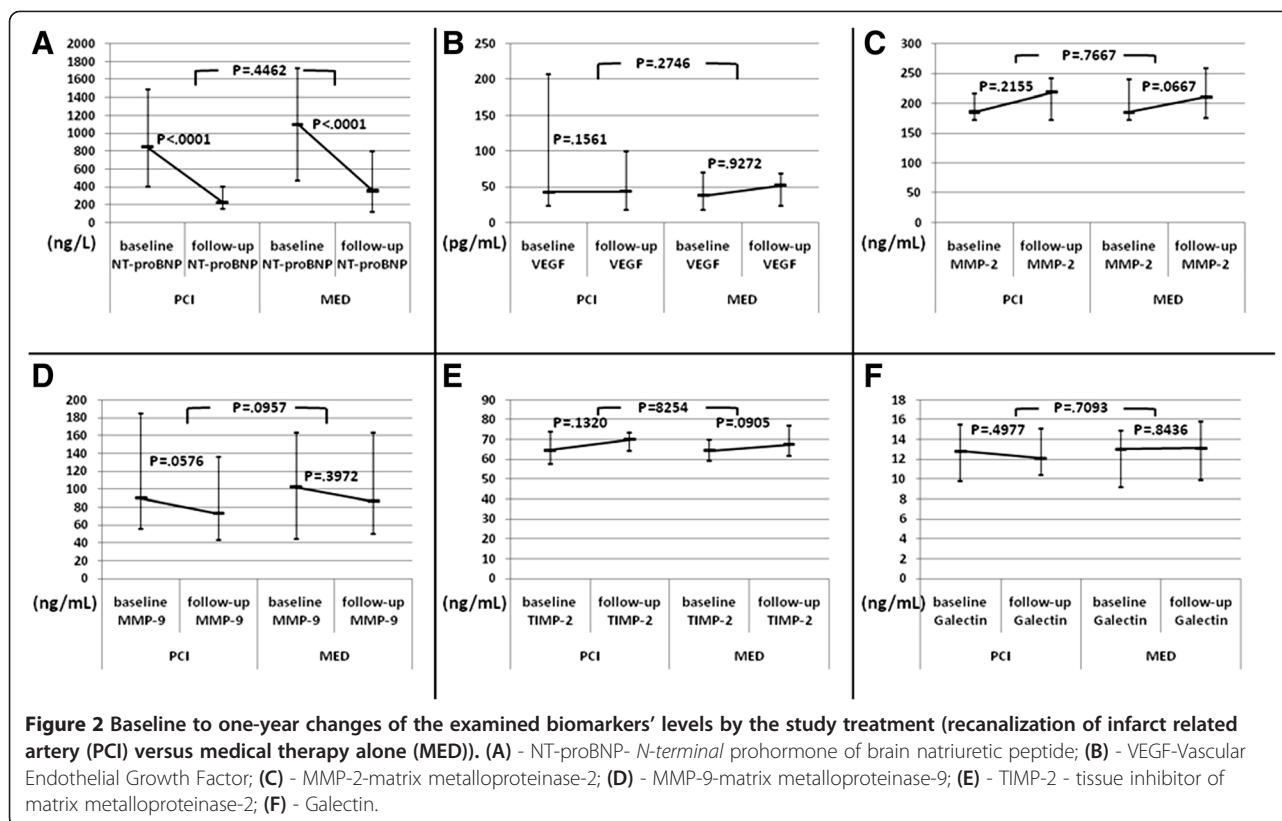 A
2000
1800
1600
1400
1200
1000
800
600
400
200
0
(ng/L)
P=.4462
P<.0001
P<.0001
baseline NT-proBNP
follow-up NT-proBNP
baseline NT-proBNP
follow-up NT-proBNP
PCI
MED
B
250
200
150
100
50
0
(pg/mL)
P=.2746
P=.1561
P=.9272
baseline VEGF
follow-up VEGF
baseline VEGF
follow-up VEGF
PCI
MED
C
300
250
200
150
100
50
0
(ng/mL)
P=.7667
P=.2155
P=.0667
baseline MMP-2
follow-up MMP-2
baseline MMP-2
follow-up MMP-2
PCI
MED
D
200
180
160
140
120
100
80
60
40
20
0
(ng/mL)
P=.0957
P=.0576
P=.3972
baseline MMP-9
follow-up MMP-9
baseline MMP-9
follow-up MMP-9
PCI
MED
E
90
80
70
60
50
40
30
20
10
0
(ng/mL)
P=8254
P=.1320
P=.0905
baseline TIMP-2
follow-up TIMP-2
baseline TIMP-2
follow-up TIMP-2
PCI
MED
F
18
16
14
12
10
8
6
4
2
0
(ng/mL)
P=.7093
P=.4977
P=.8436
baseline Galectin
follow-up Galectin
baseline Galectin
follow-up Galectin
PCI
MED
Figure 2 Baseline to one-year changes of the examined biomarkers' levels by the study treatment (recanalization of infarct related
artery (PCI) versus medical therapy alone (MED)). (A) - NT-proBNP- N-terminal prohormone of brain natriuretic peptide; (B) - VEGF-Vascular
Endothelial Growth Factor; (C) - MMP-2-matrix metalloproteinase-2; (D) - MMP-9-matrix metalloproteinase-9; (E) - TIMP-2 - tissue inhibitor of
matrix metalloproteinase-2; (F) - Galectin.